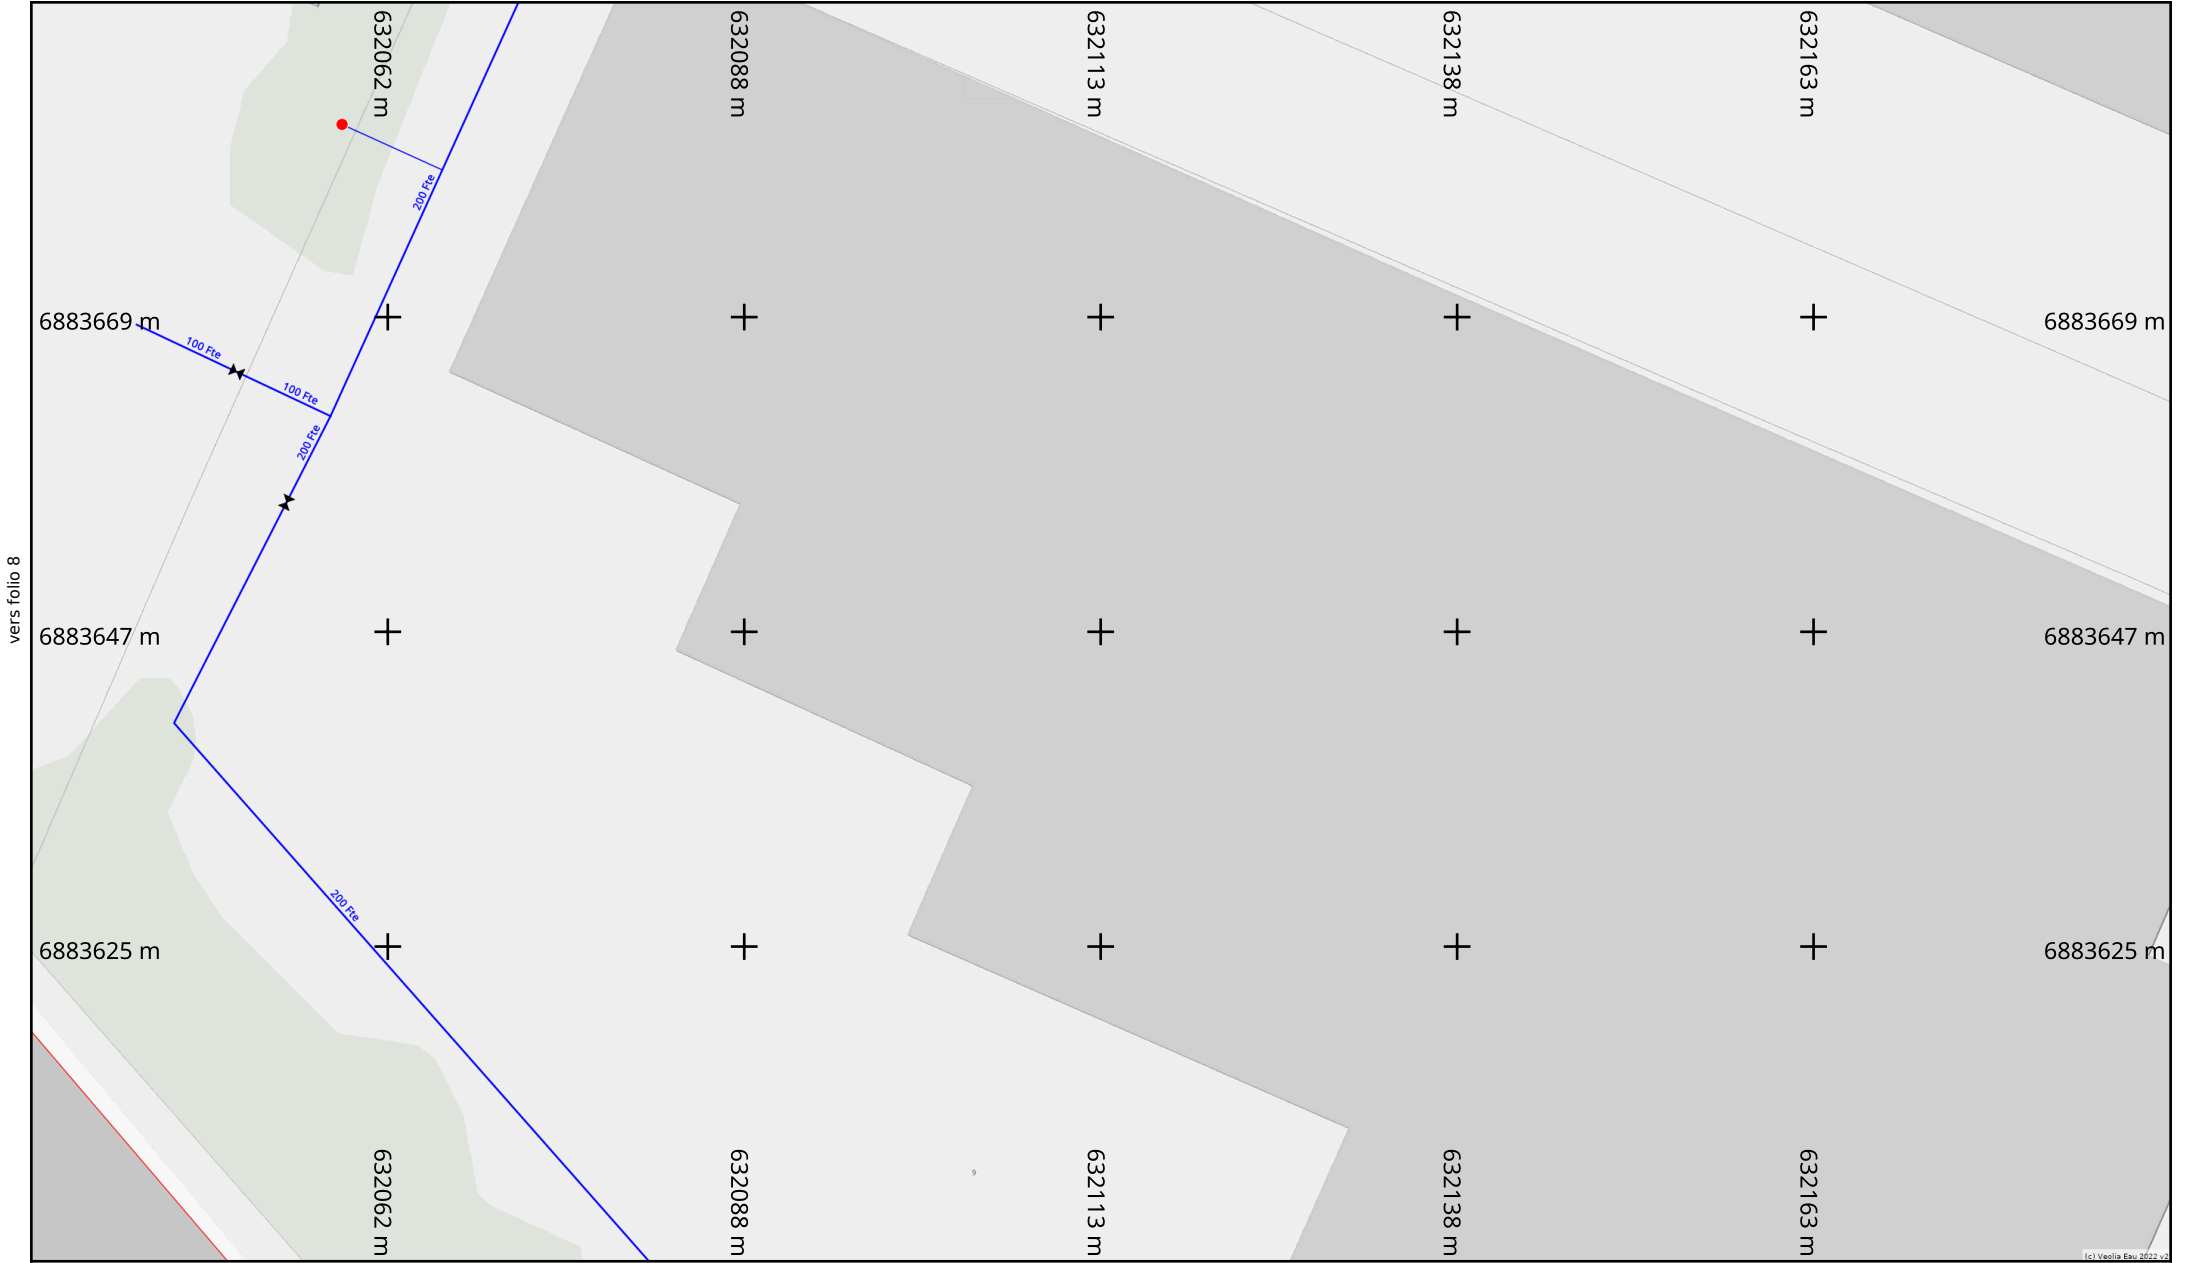 632062 m
632088 m
632113 m
632138 m
632163 m
200 Fte
6883669 m
6883669 m
100 Fte
100 Fte
200 Fte
vers folio 8
6883647 m
6883647 m
200 Fte
6883625 m
6883625 m
632062 m
632088 m
632113 m
632138 m
632163 m
9
(c) Veolia Eau 2022 v2